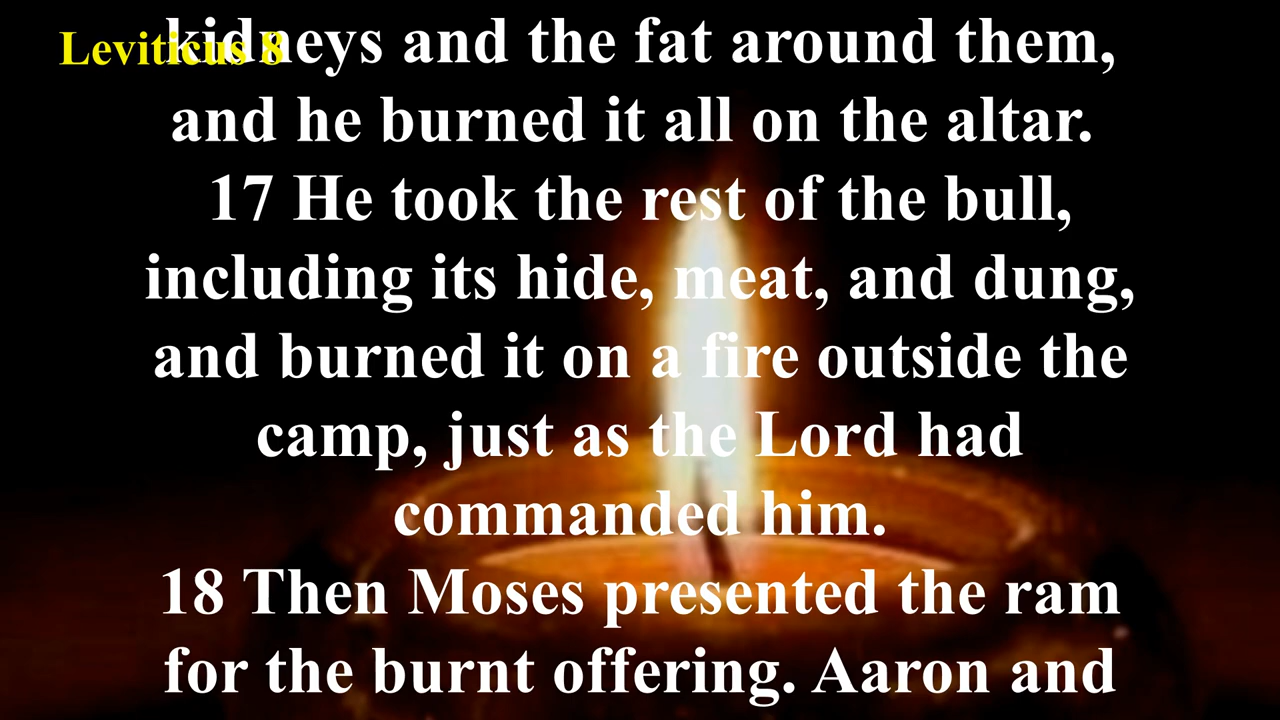 Leviticus 8
kidneys and the fat around them,
and he burned it all on the altar.
17 He took the rest of the bull,
including its hide, meat, and dung,
and burned it on a fire outside the
camp, just as the Lord had
commanded him.
18 Then Moses presented the ram
for the burnt offering. Aaron and